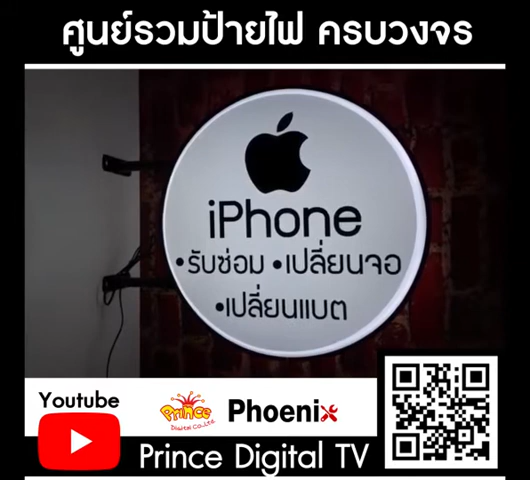 ศูนย์รวมป้ายไฟ ครบวงจร
iPhone
•รับซ่อม •เปลี่ยนจอ
•เปลี่ยนแบต
Youtube
Prince
Digital Co.,Ltd.
Phoenix
Prince Digital TV